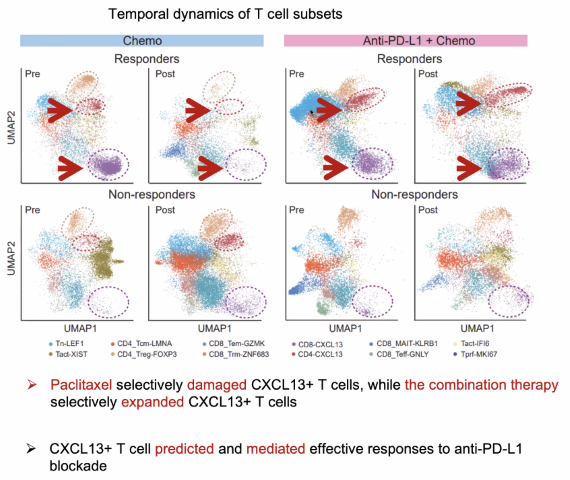 Temporal dynamics of T cell subsets
Chemo
Anti-PD-L1 + Chemo
Responders
Responders
Pre
Post
Pre
Post
UMAP2
Non-responders
Non-responders
Pre
Post
Pre
Post
UMAP2
UMAP1
UMAP1
UMAP1
UMAP1
Tn-LEF1
CD4_Tcm-LMNA
CD8_Tem-GZMK
CD8-CXCL13
CD8_MAIT-KLRB1
Tact-IFI6
Tact-XIST
CD4_Treg-FOXP3
CD8_Trm-ZNF683
CD4-CXCL13
CD8_Teff-GNLY
Tprf-MKI67
Paclitaxel selectively damaged CXCL13+ T cells, while the combination therapy
selectively expanded CXCL13+ T cells
CXCL13+ T cell predicted and mediated effective responses to anti-PD-L1
blockade